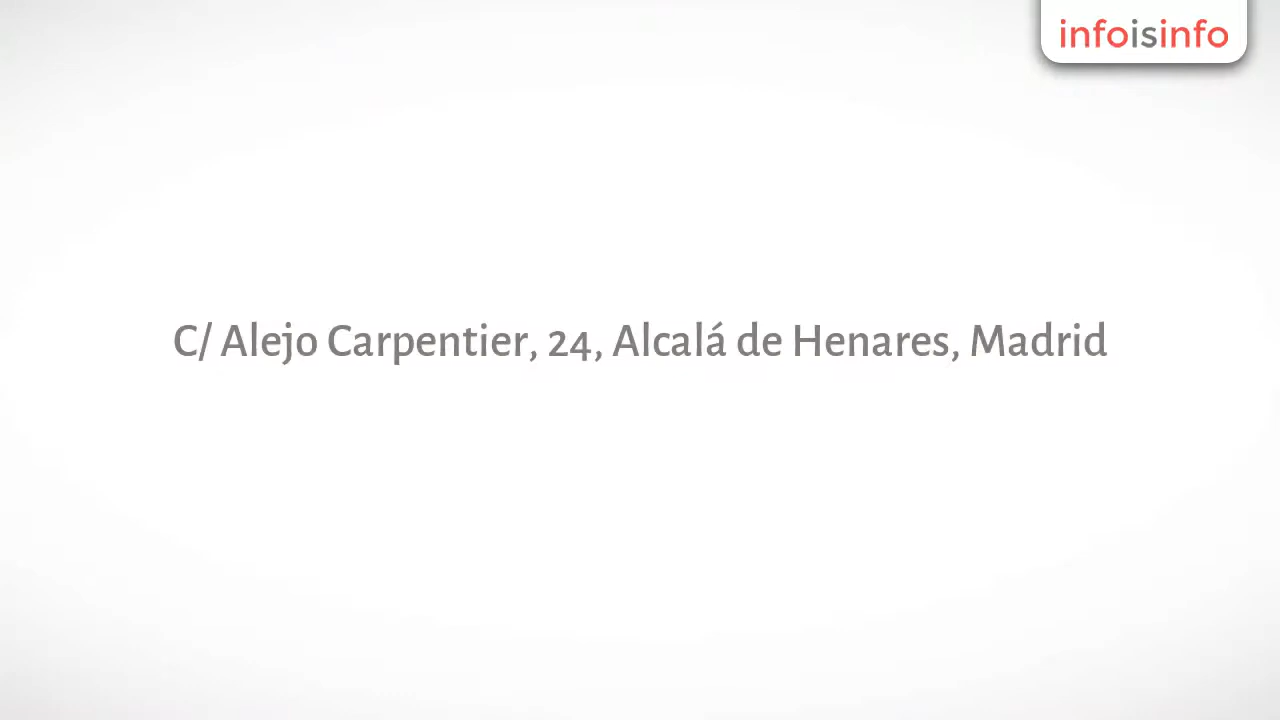 infoisinfo
C/ Alejo Carpentier, 24, Alcalá de Henares, Madrid